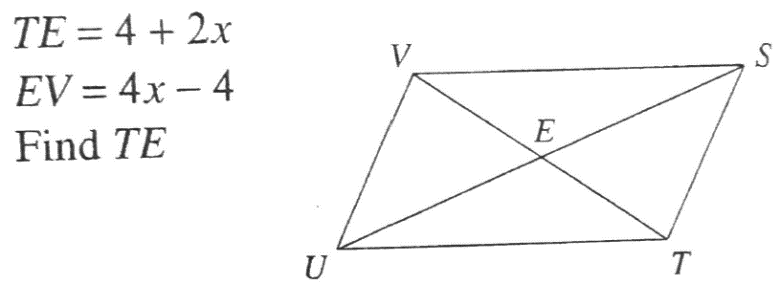 TE = 4 + 2x
EV = 4x − 4
Find TE
V
S
E
U
T